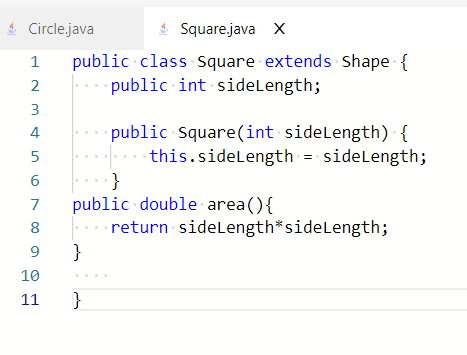 Circle.java Square.java
1 public class Square extends Shape {
2     public int sideLength;
3
4     public Square(int sideLength) {
5         this.sideLength = sideLength;
6     }
7 public double area(){
8     return sideLength*sideLength;
9 }
10
11 }